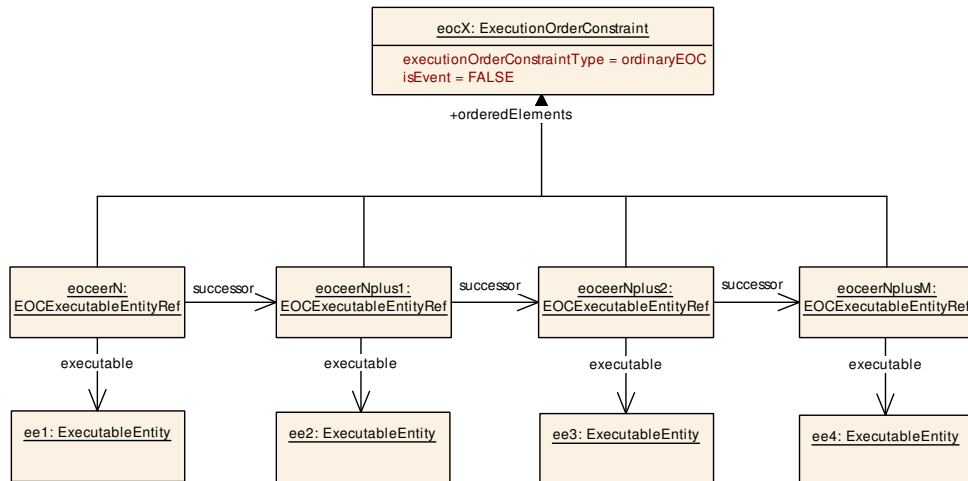 eocX: ExecutionOrderConstraint
executionOrderConstraintType = ordinaryEOC
isEvent = FALSE
+orderedElements
eoceerN:
EOCExecutableEntityRef
successor
eoceerNplus1:
EOCExecutableEntityRef
successor
eoceerNplus2:
EOCExecutableEntityRef
successor
eoceerNplusM:
EOCExecutableEntityRef
executable
executable
executable
executable
ee1: ExecutableEntity
ee2: ExecutableEntity
ee3: ExecutableEntity
ee4: ExecutableEntity